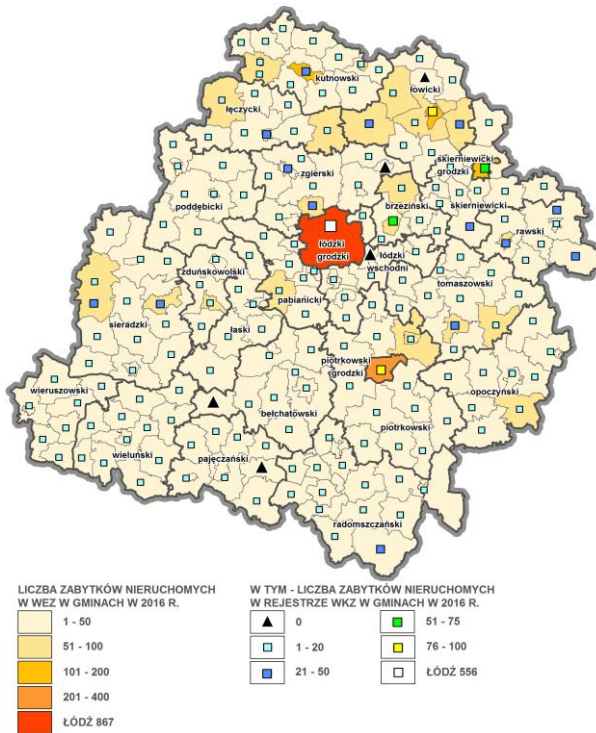 kutnowski
łowicki
łęczycki
skierniewicki
grodzki
zgierski
brzeziński
skierniewicki
poddębicki
rawski
łódzki
grodzki
łódzki
wschodni
zduńskowolski
tomaszowski
pabianicki
sieradzki
łaski
piotrkowski
grodzki
wieruszowski
opoczyński
bełchatowski
piotrkowski
wieluński
pajęczański
radomszczański
LICZBA ZABYTKÓW NIERUCHOMYCH
W WEZ W GMINACH W 2016 R.
1 - 50
51 - 100
101 - 200
201 - 400
ŁÓDŹ 867
W TYM - LICZBA ZABYTKÓW NIERUCHOMYCH
W REJESTRZE WKZ W GMINACH W 2016 R.
0
1 - 20
21 - 50
51 - 75
76 - 100
ŁÓDŹ 556